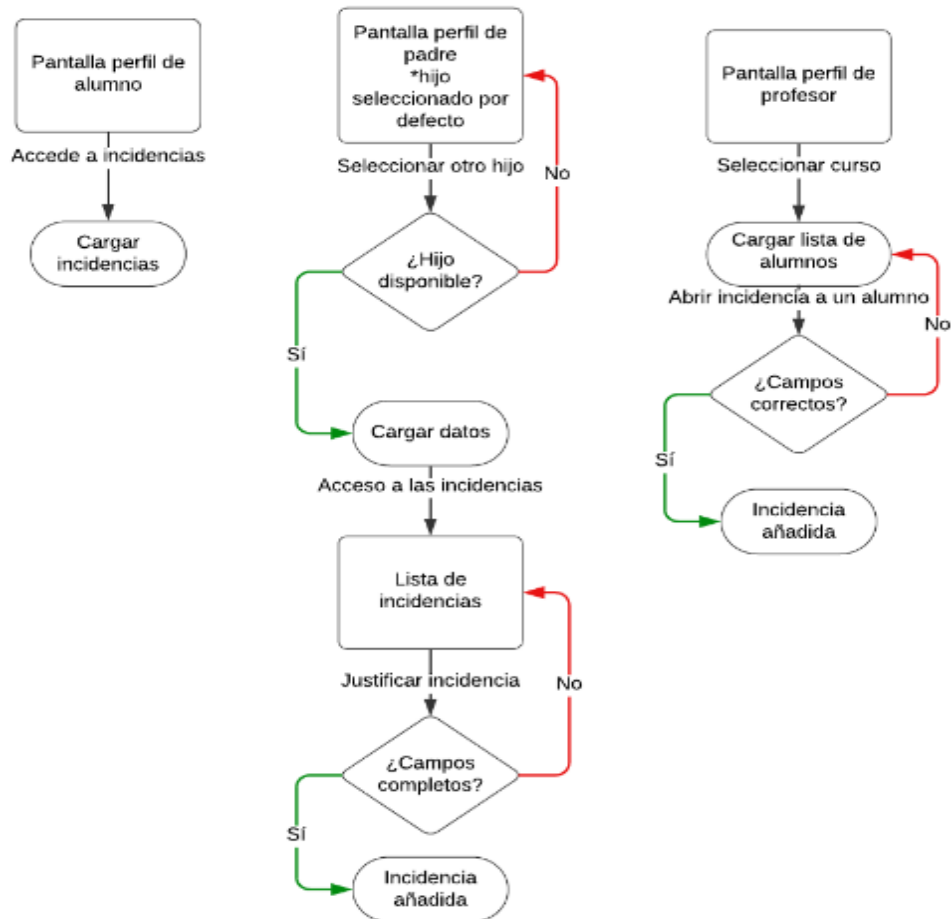 Pantalla perfil de
alumno
Accede a incidencias
Cargar
incidencias
Pantalla perfil de
padre
*hijo
seleccionado por
defecto
Seleccionar otro hijo
No
¿Hijo
disponible?
Sí
Cargar datos
Acceso a las incidencias
Lista de
incidencias
Justificar incidencia
No
¿Campos
completos?
Sí
Incidencia
añadida
Pantalla perfil de
profesor
Seleccionar curso
Cargar lista de
alumnos
Abrir incidencia a un alumno
No
¿Campos
correctos?
Sí
Incidencia
añadida